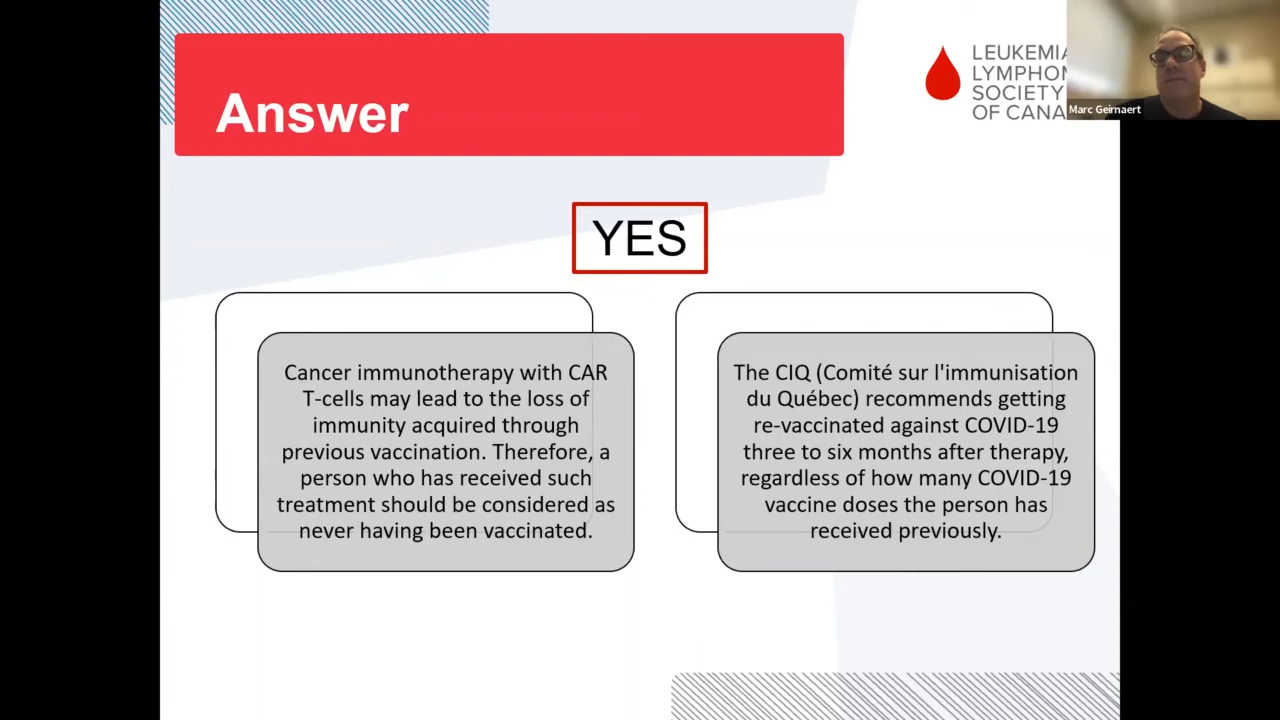 Answer
LEUKEMIA
LYMPHOM
SOCIETY
OF CANA
Marc Geirnaert
YES
Cancer immunotherapy with CAR
T-cells may lead to the loss of
immunity acquired through
previous vaccination. Therefore, a
person who has received such
treatment should be considered as
never having been vaccinated.
The CIQ (Comité sur l'immunisation
du Québec) recommends getting
re-vaccinated against COVID-19
three to six months after therapy,
regardless of how many COVID-19
vaccine doses the person has
received previously.